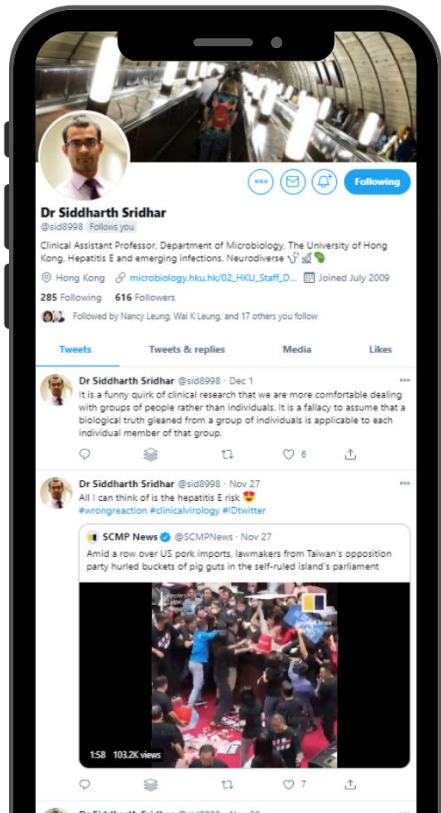 Following
Dr Siddharth Sridhar
@sid8998 Follows you
Clinical Assistant Professor, Department of Microbiology, The University of Hong
Kong. Hepatitis E and emerging infections. Neurodiverse
Hong Kong microbiology.hku.hk/02_HKU_Staff_D... Joined July 2009
285 Following 616 Followers
Followed by Nancy Leung, Wai K Leung, and 17 others you follow
Tweets Tweets & replies Media Likes
Dr Siddharth Sridhar @sid8998 · Dec 1
It is a funny quirk of clinical research that we are more comfortable dealing
with groups of people rather than individuals. It is a fallacy to assume that a
biological truth gleaned from a group of individuals is applicable to each
individual member of that group.
6
Dr Siddharth Sridhar @sid8998 · Nov 27
All I can think of is the hepatitis E risk 😍
#wrongreaction #clinicalvirology #IDtwitter
SCMP News @SCMPNews · Nov 27
Amid a row over US pork imports, lawmakers from Taiwan's opposition
party hurled buckets of pig guts in the self-ruled island's parliament
1:58 103.2K views
7